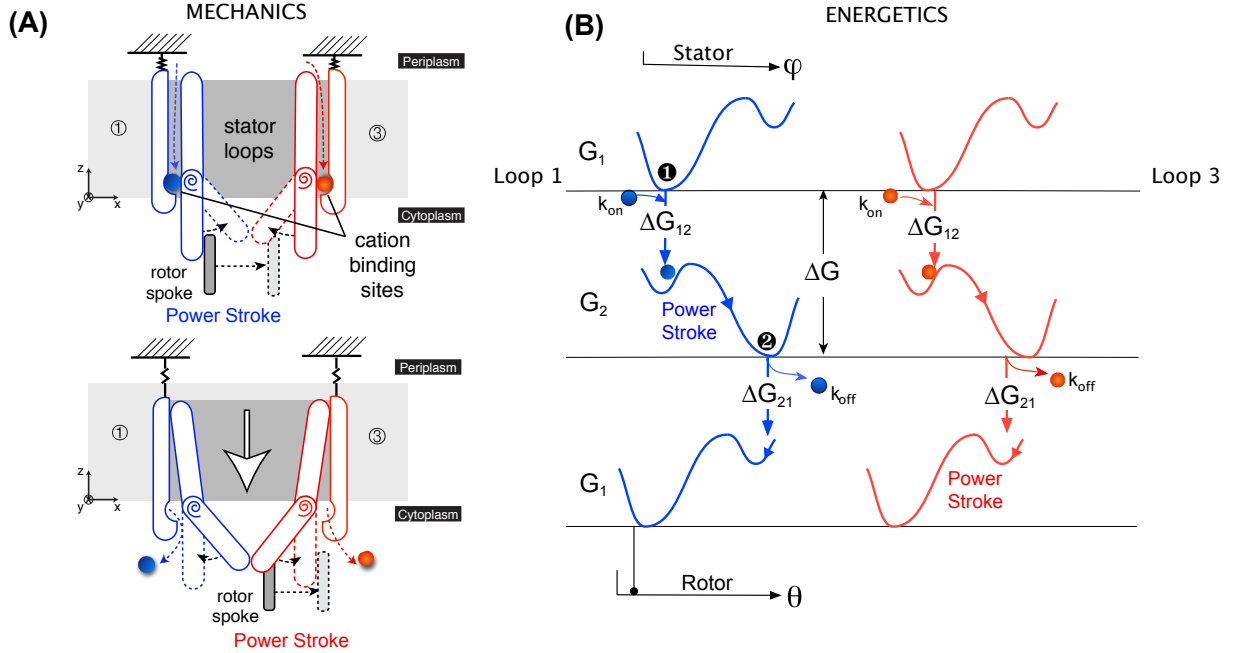 MECHANICS
(A)
Periplasm
①
stator
loops
③
z
y
x
Cytoplasm
rotor
spoke
cation
binding
sites
Power Stroke
Periplasm
①
③
z
y
x
Cytoplasm
rotor
spoke
Power Stroke
ENERGETICS
(B)
Stator
φ
G₁
Loop 1
❶
Loop 3
kon
kon
ΔG₁₂
ΔG
ΔG₁₂
G₂
Power
Stroke
❷
koff
koff
ΔG₂₁
ΔG₂₁
G₁
Power
Stroke
Rotor
θ